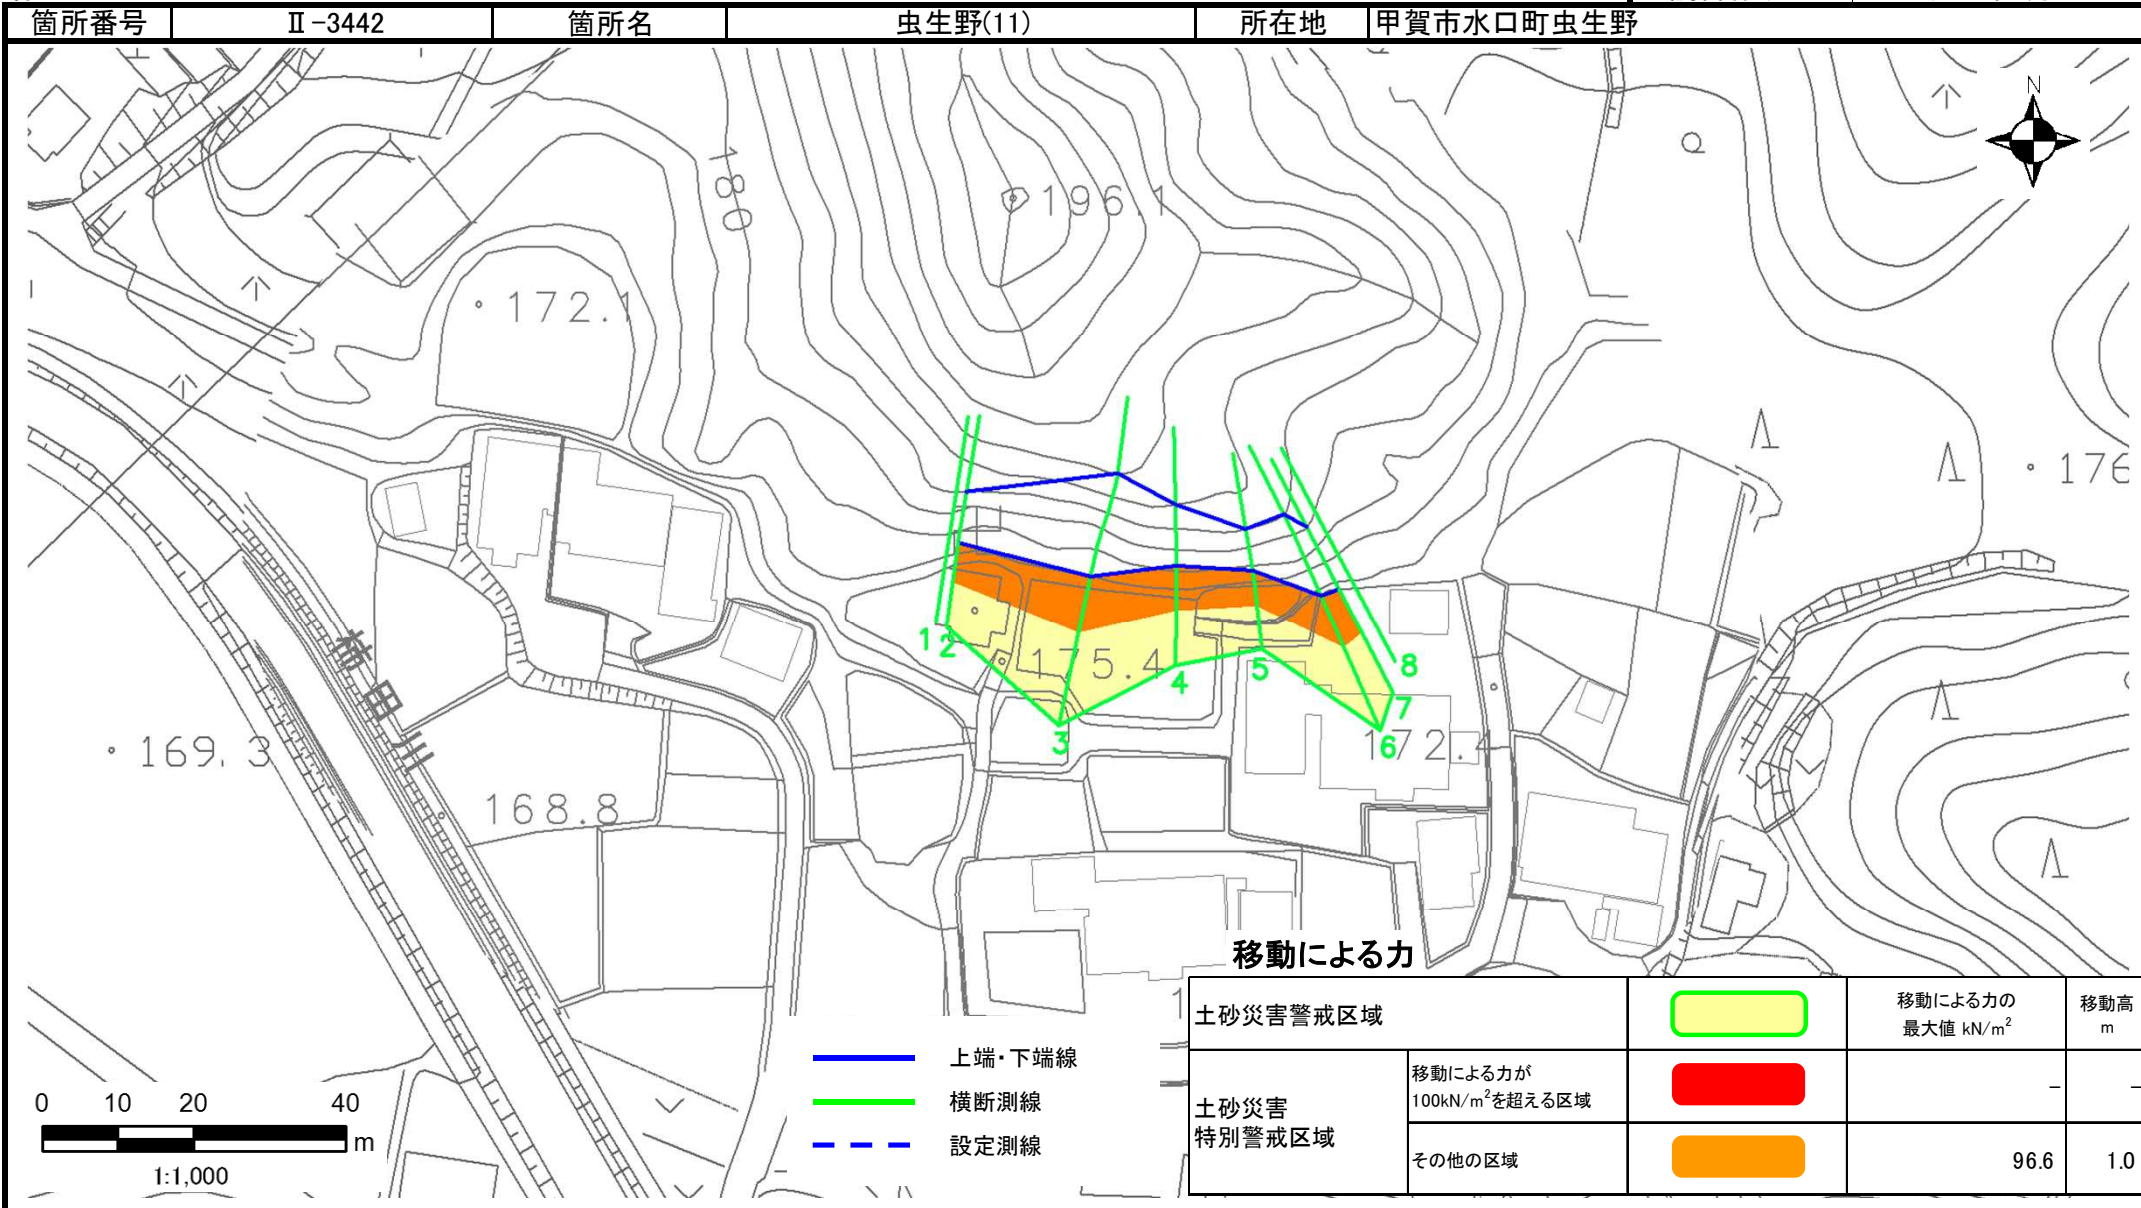 箇所番号 Ⅱ-3442 箇所名 虫生野(11) 所在地 甲賀市水口町虫生野
N
180
196.1
172.1
176
1 2 3 4 5 6 7 8
175.4
172.4
柿田川
169.3
168.8
移動による力
土砂災害警戒区域
移動による力の
最大値 kN/m²
移動高
m
土砂災害
特別警戒区域
移動による力が
100kN/m²を超える区域
－ －
その他の区域
96.6 1.0
上端・下端線
横断測線
設定測線
0 10 20 40
m
1:1,000